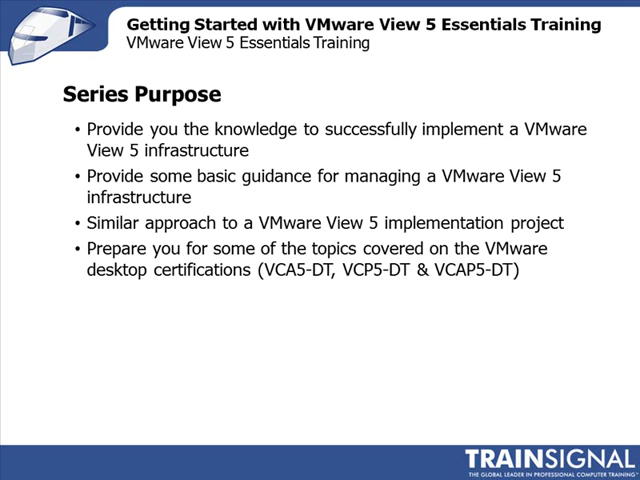 Getting Started with VMware View 5 Essentials Training
VMware View 5 Essentials Training
Series Purpose
• Provide you the knowledge to successfully implement a VMware
View 5 infrastructure
• Provide some basic guidance for managing a VMware View 5
infrastructure
• Similar approach to a VMware View 5 implementation project
• Prepare you for some of the topics covered on the VMware
desktop certifications (VCA5-DT, VCP5-DT & VCAP5-DT)
TRAINSIGNAL
THE GLOBAL LEADER IN PROFESSIONAL COMPUTER TRAINING™